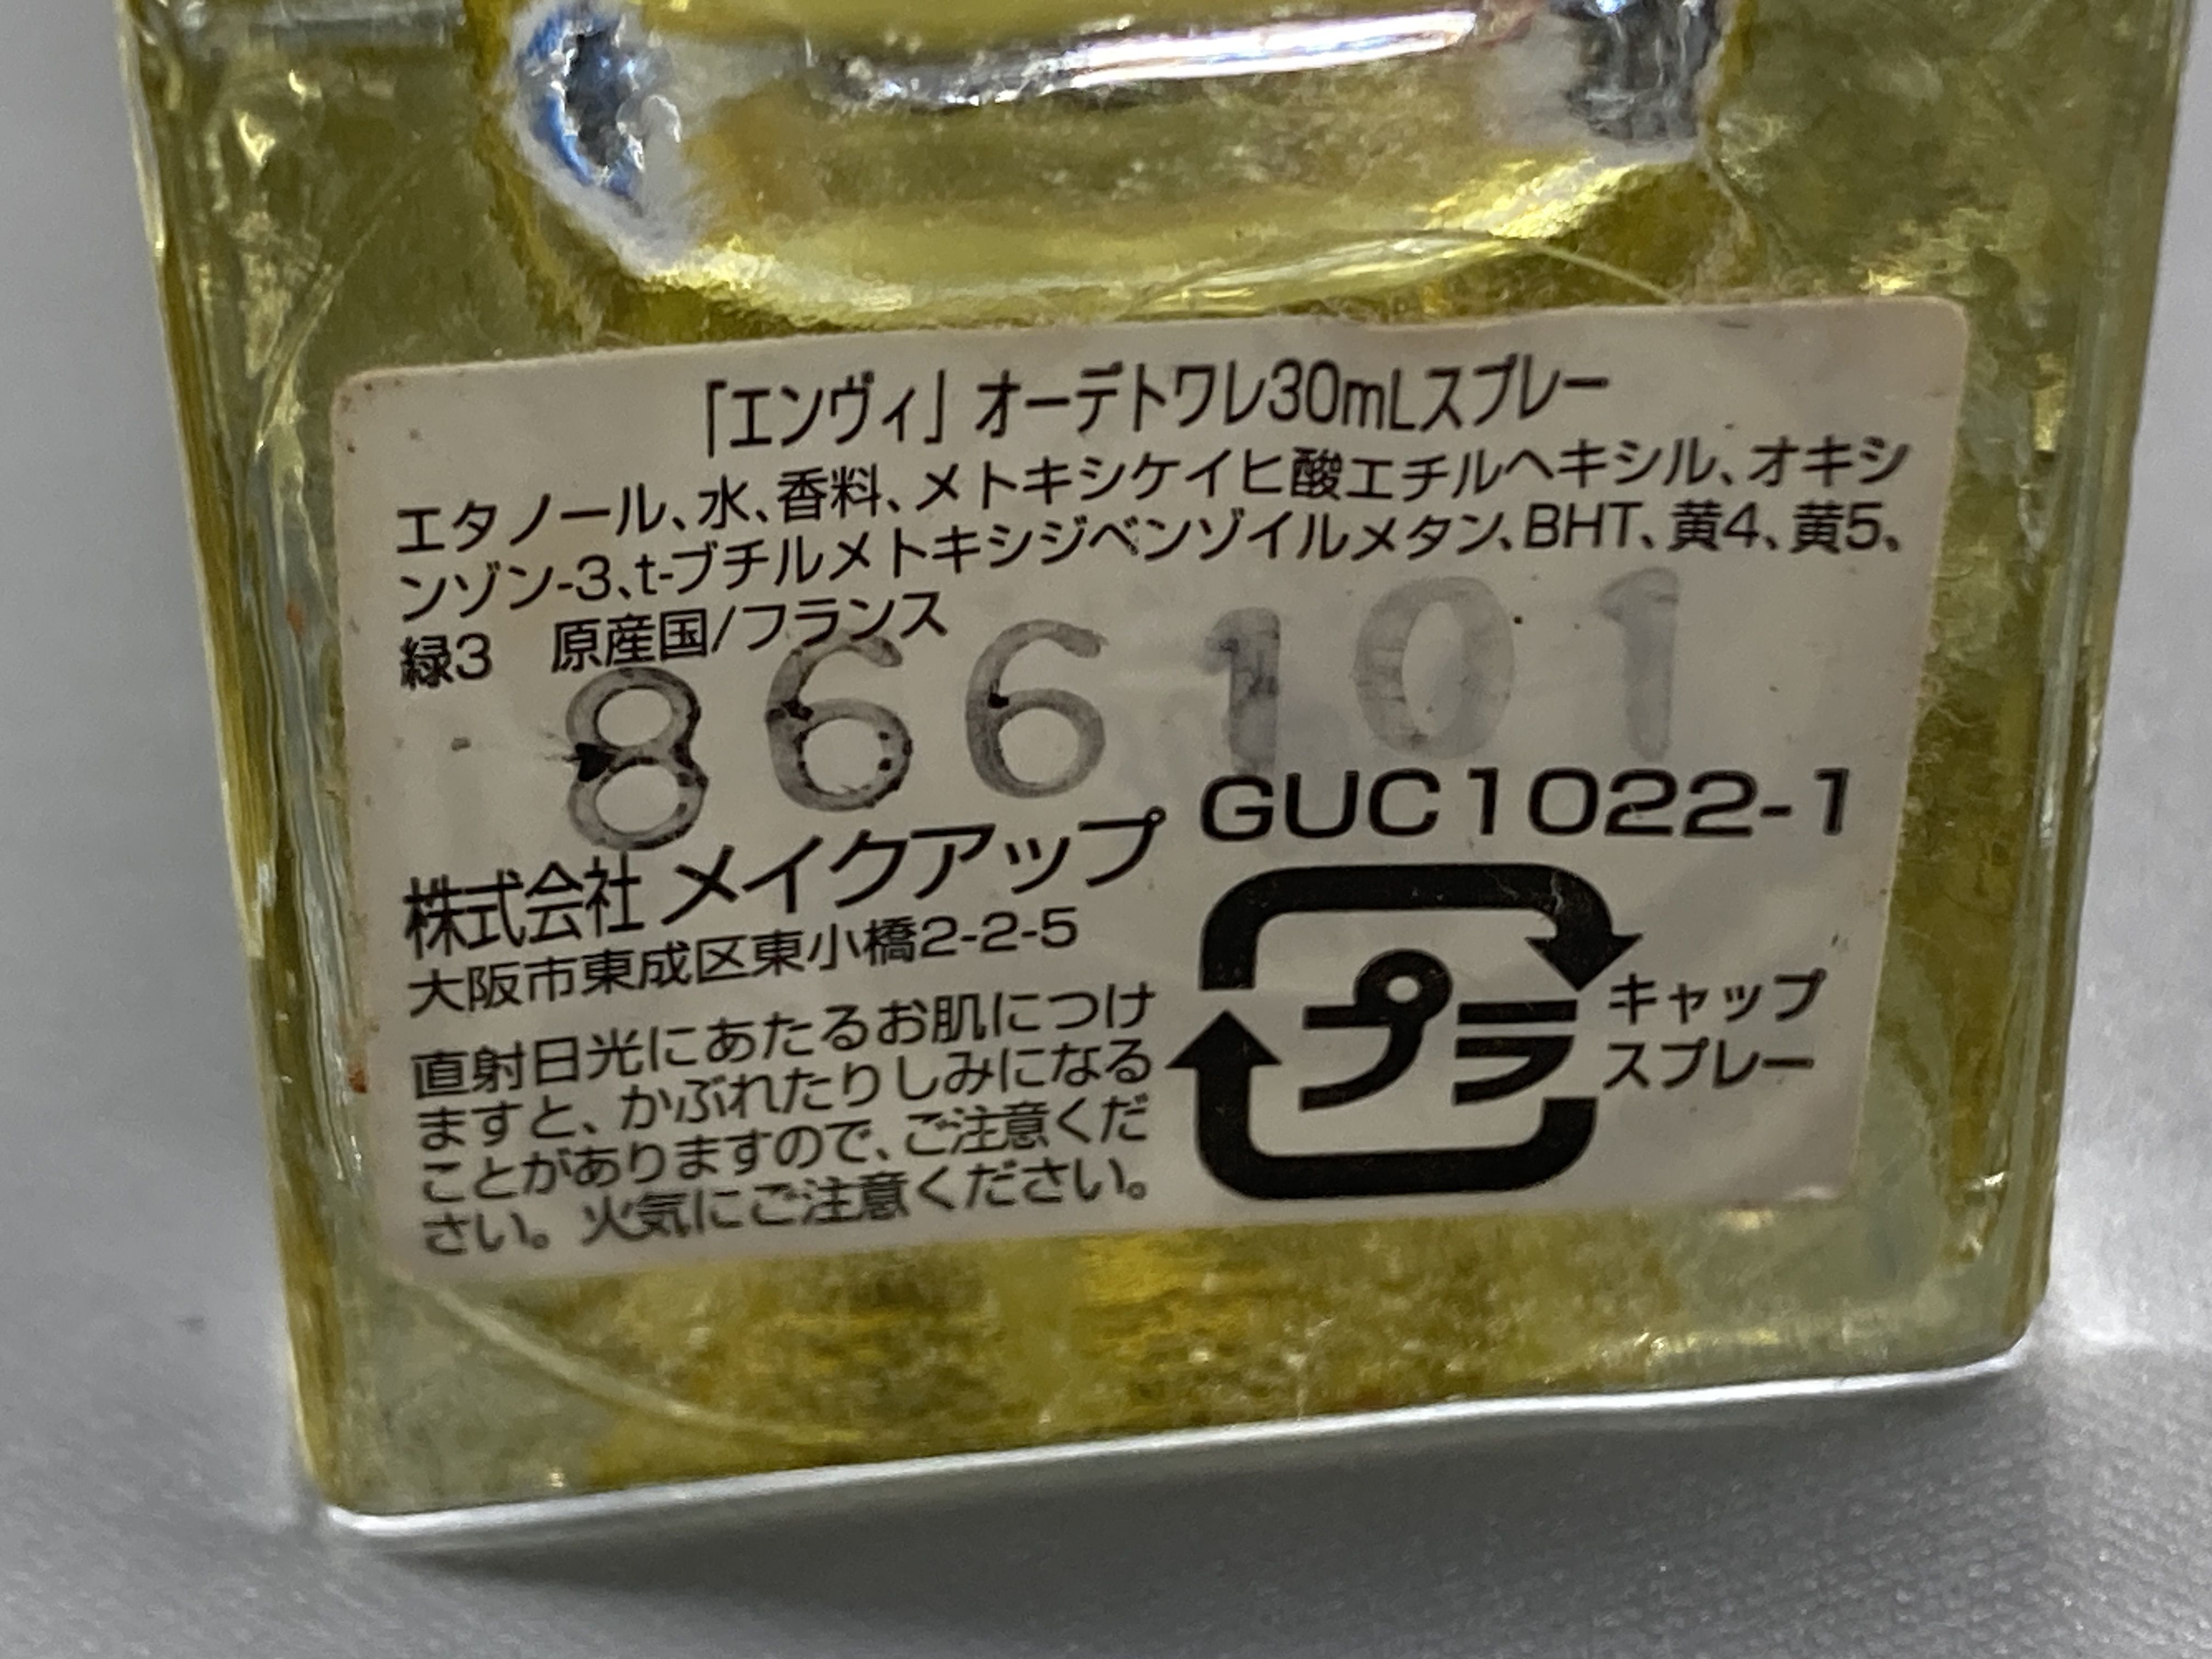 「エンヴィ」オーデトワレ30mLスプレー
エタノール、水、香料、メトキシケイヒ酸エチルヘキシル、オキシ
ンゾン-3、t-ブチルメトキシジベンゾイルメタン、BHT、黄4、黄5、
緑3　原産国/フランス
866101
GUC1022-1
株式会社 メイクアップ
大阪市東成区東小橋2-2-5
直射日光にあたるお肌につけ
ますと、かぶれたりしみになる
ことがありますので、ご注意くだ
さい。火気にご注意ください。
プラ
キャップ
スプレー